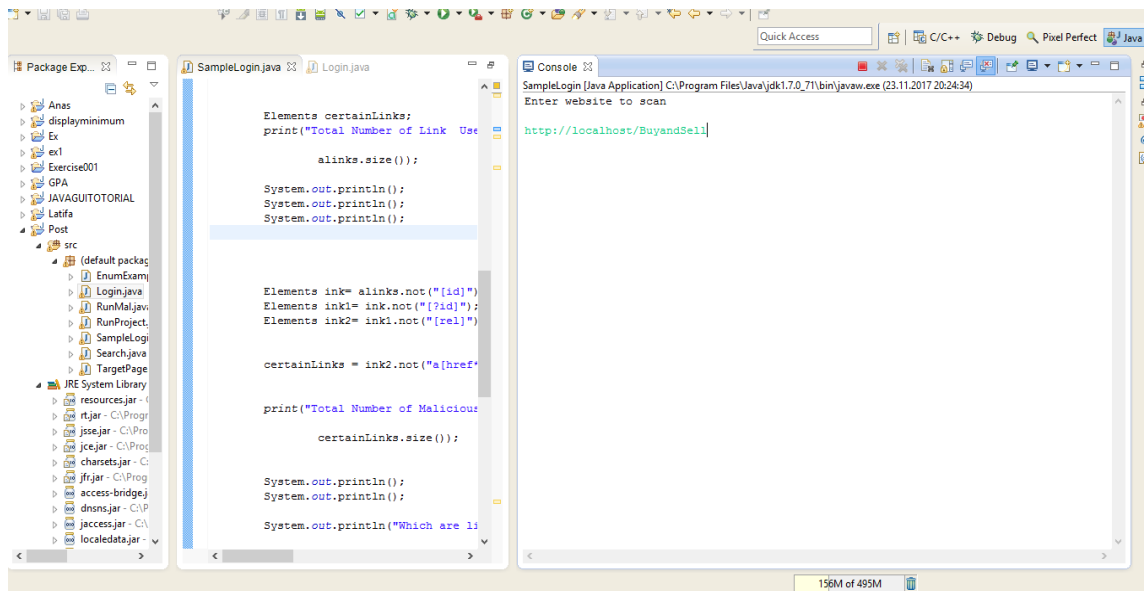 Quick Access
C/C++
Debug
Pixel Perfect
Java
Package Exp...
Anas
displayminimum
Ex
ex1
Exercise001
GPA
JAVAGUITOTORIAL
Latifa
Post
src
(default packag
EnumExam
Login.java
RunMal.java
RunProject.
SampleLogi
Search.java
TargetPage
JRE System Library
resources.jar - 
rt.jar - C:\Progr
jsse.jar - C:\Pro
jce.jar - C:\Prog
charsets.jar - C:
jfr.jar - C:\Prog
access-bridge.j
dnsns.jar - C:\P
jaccess.jar - C:\
localedata.jar -
SampleLogin.java
Login.java
Elements certainLinks;
print("Total Number of Link  Use
alinks.size());
System.out.println();
System.out.println();
System.out.println();
Elements ink= alinks.not("[id]")
Elements ink1= ink.not("[?id]");
Elements ink2= ink1.not("[rel]")
certainLinks = ink2.not("a[href*
print("Total Number of Malicious
certainLinks.size());
System.out.println();
System.out.println();
System.out.println("Which are li
Console
SampleLogin [Java Application] C:\Program Files\Java\jdk1.7.0_71\bin\javaw.exe (23.11.2017 20:24:34)
Enter website to scan
http://localhost/BuyandSell
156M of 495M